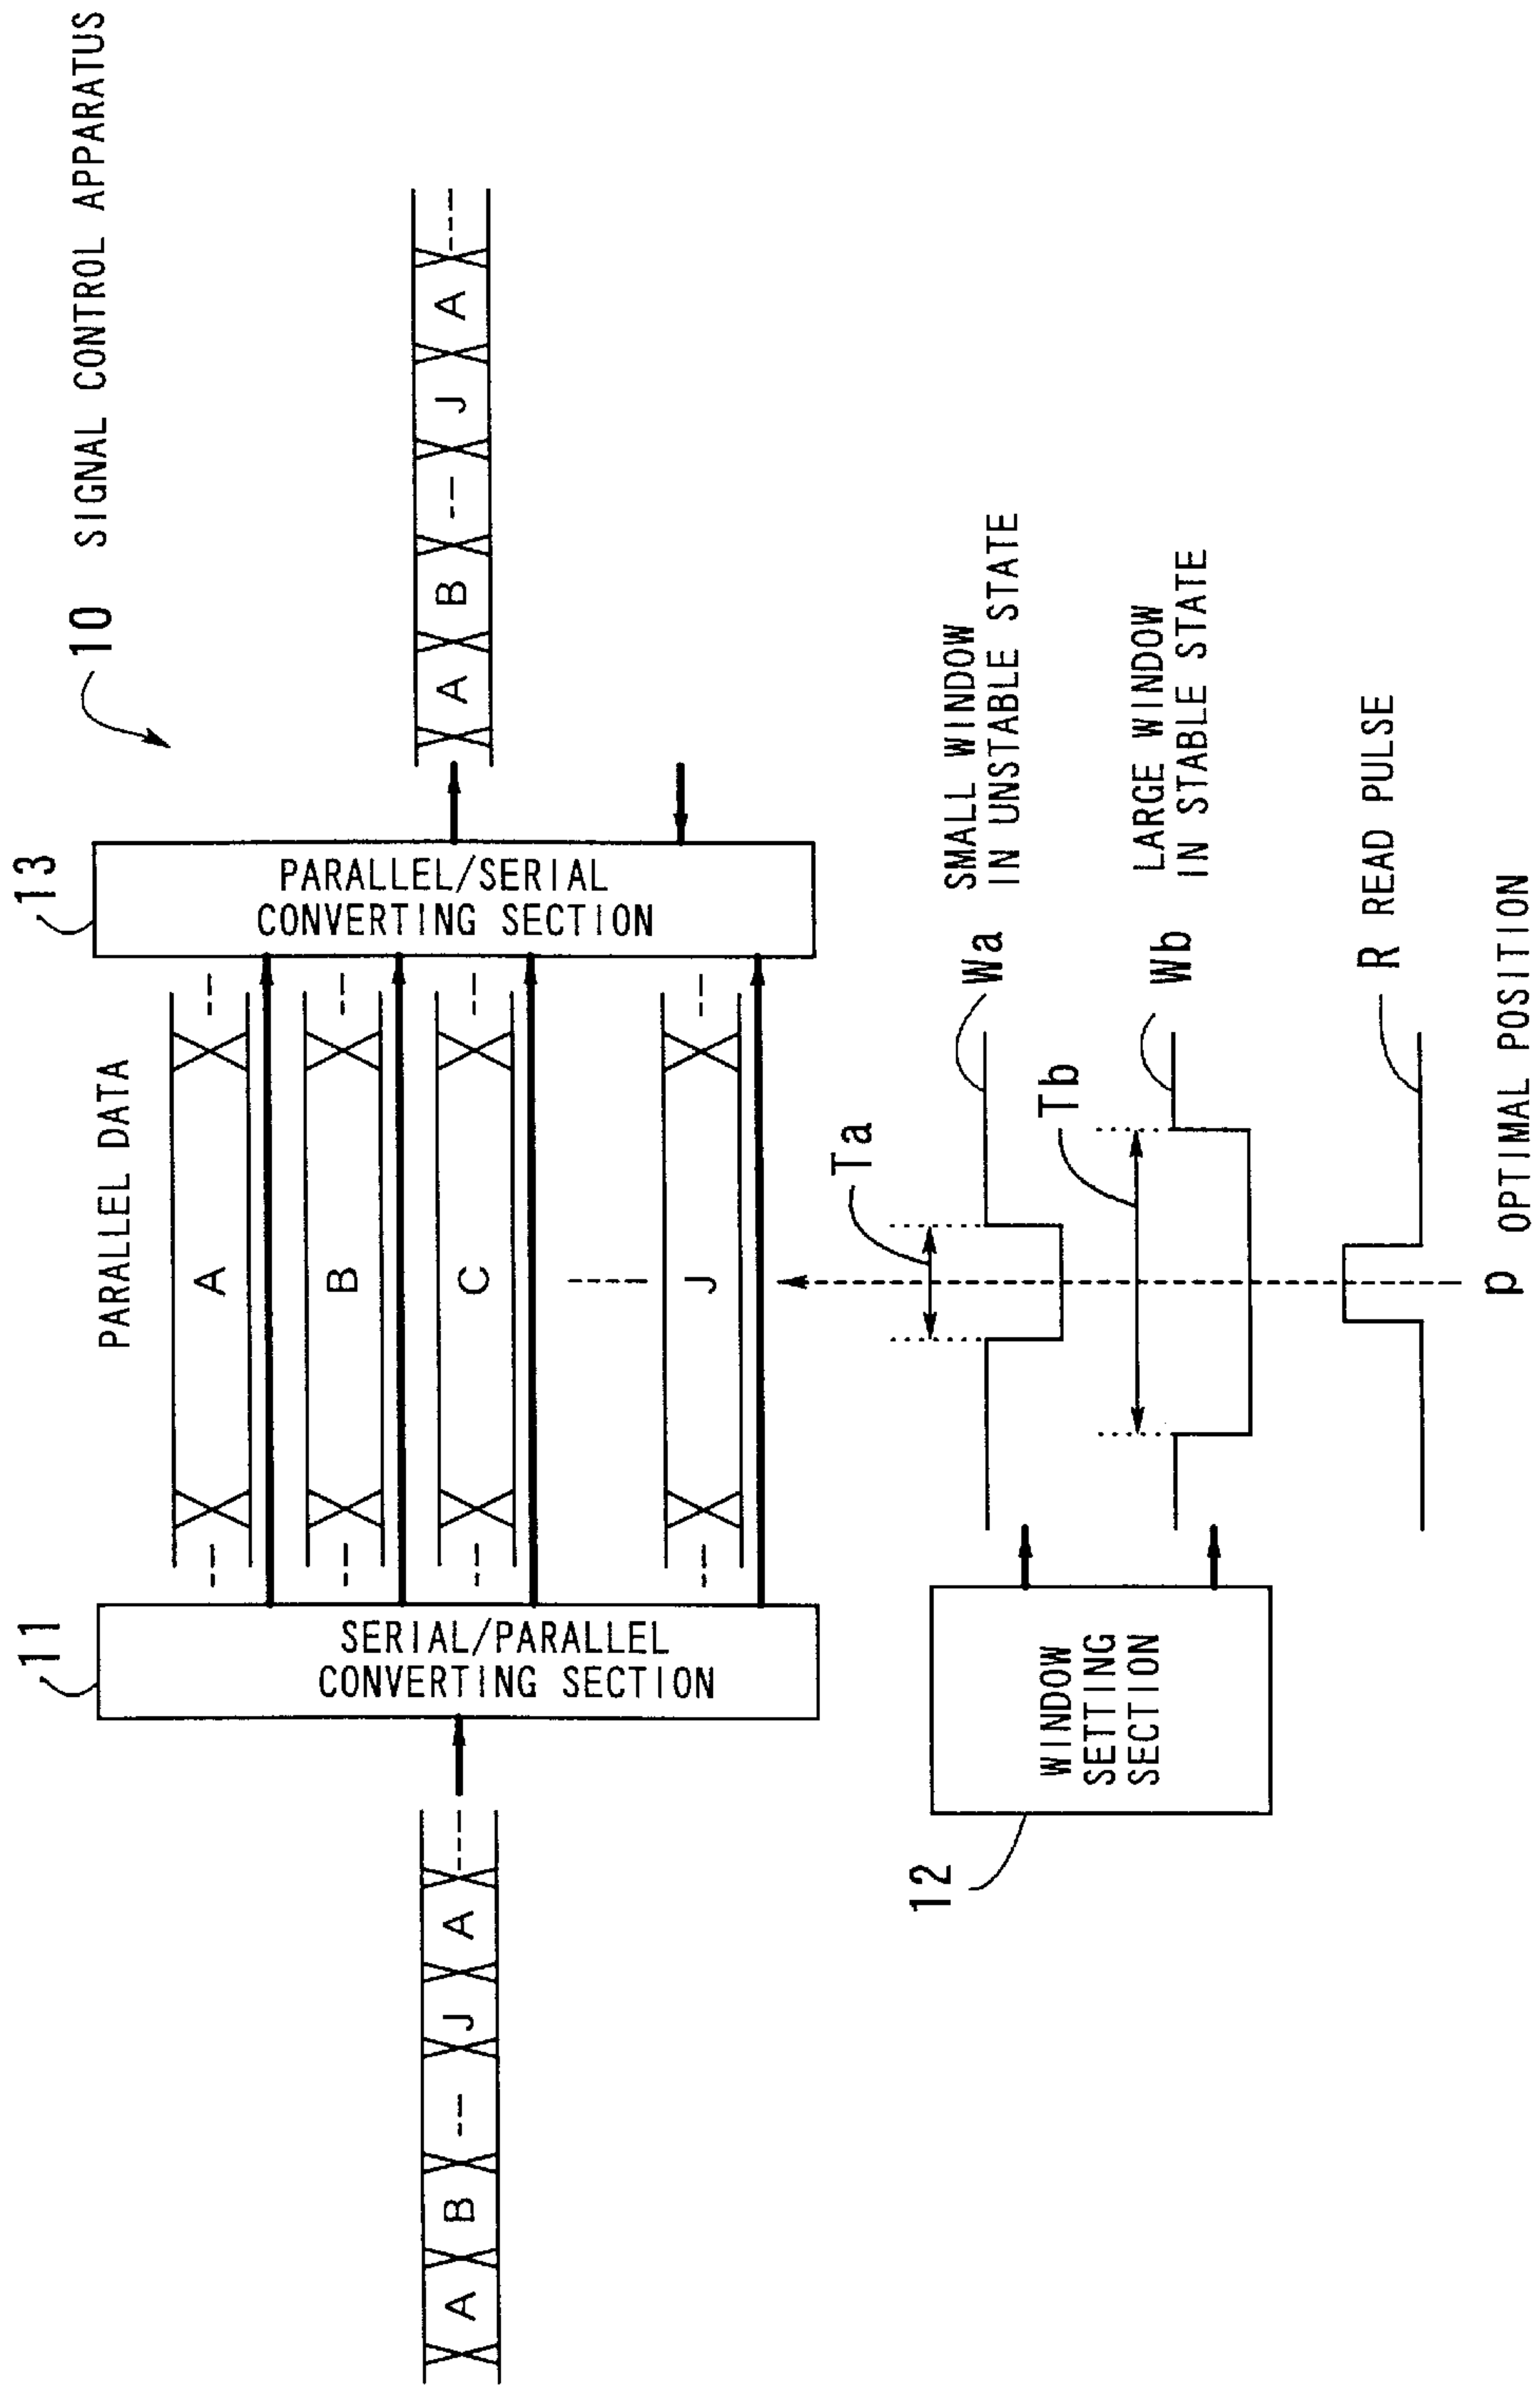 10 SIGNAL CONTROL APPARATUS
PARALLEL DATA
11
13
SERIAL/PARALLEL
CONVERTING SECTION
PARALLEL/SERIAL
CONVERTING SECTION
A
B
C
J
A B J A
A B J A
12
WINDOW
SETTING
SECTION
Ta
Wa
SMALL WINDOW
IN UNSTABLE STATE
Tb
Wb
LARGE WINDOW
IN STABLE STATE
R READ PULSE
p OPTIMAL POSITION